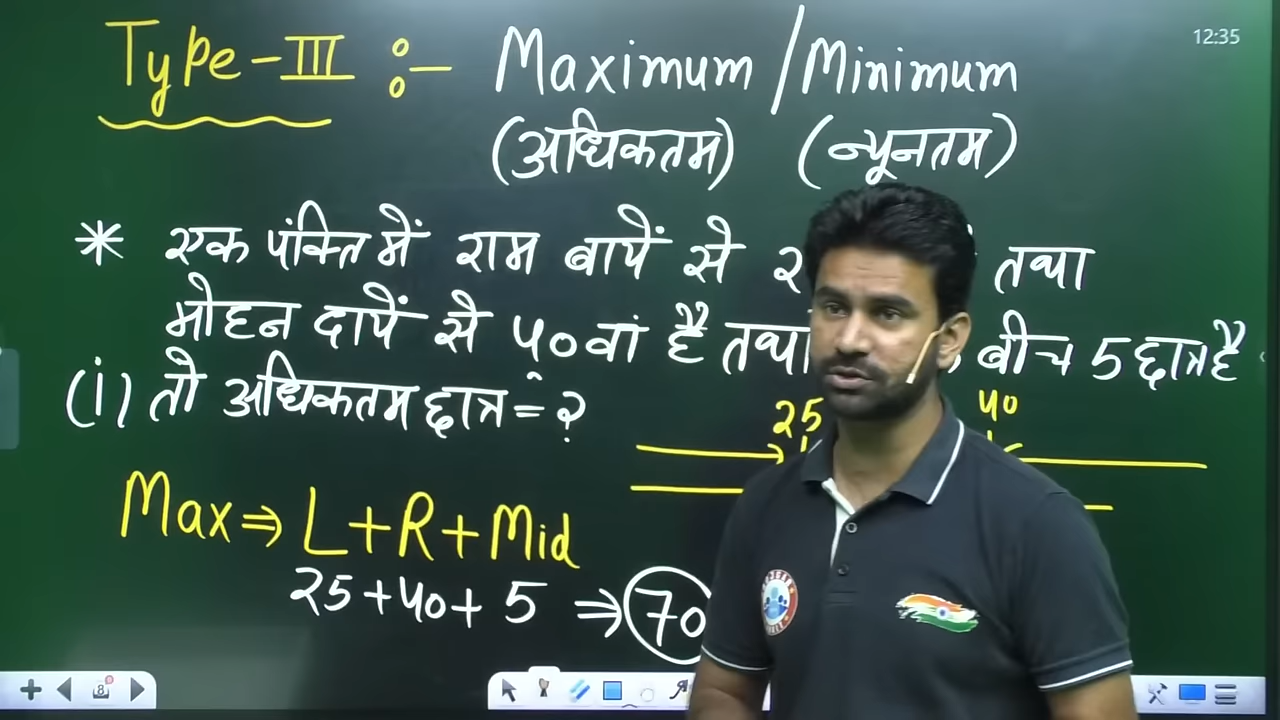 Type-III :- Maximum/Minimum
12:35
(अधिकतम) (न्यूनतम)
* एक पंक्ति में राम बायें से तथा
मोहन दायें से 40वां है तथा बीच 5 छात्र है
(i) तो अधिकतम छात्र = ?
25 40
Max ⇒ L+R+Mid
25+40+ 5 ⇒ 70